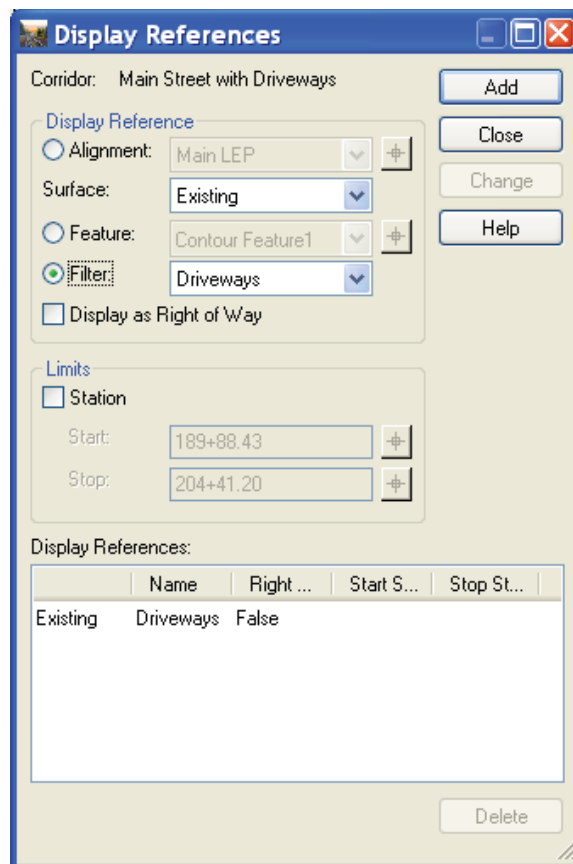 Display References
Corridor: Main Street with Driveways
Add
Display Reference
Alignment: Main LEP
Close
Surface: Existing
Change
Feature: Contour Feature1
Help
Filter: Driveways
Display as Right of Way
Limits
Station
Start: 189+88.43
Stop: 204+41.20
Display References:
Name Right ... Start S... Stop St...
Existing Driveways False
Delete